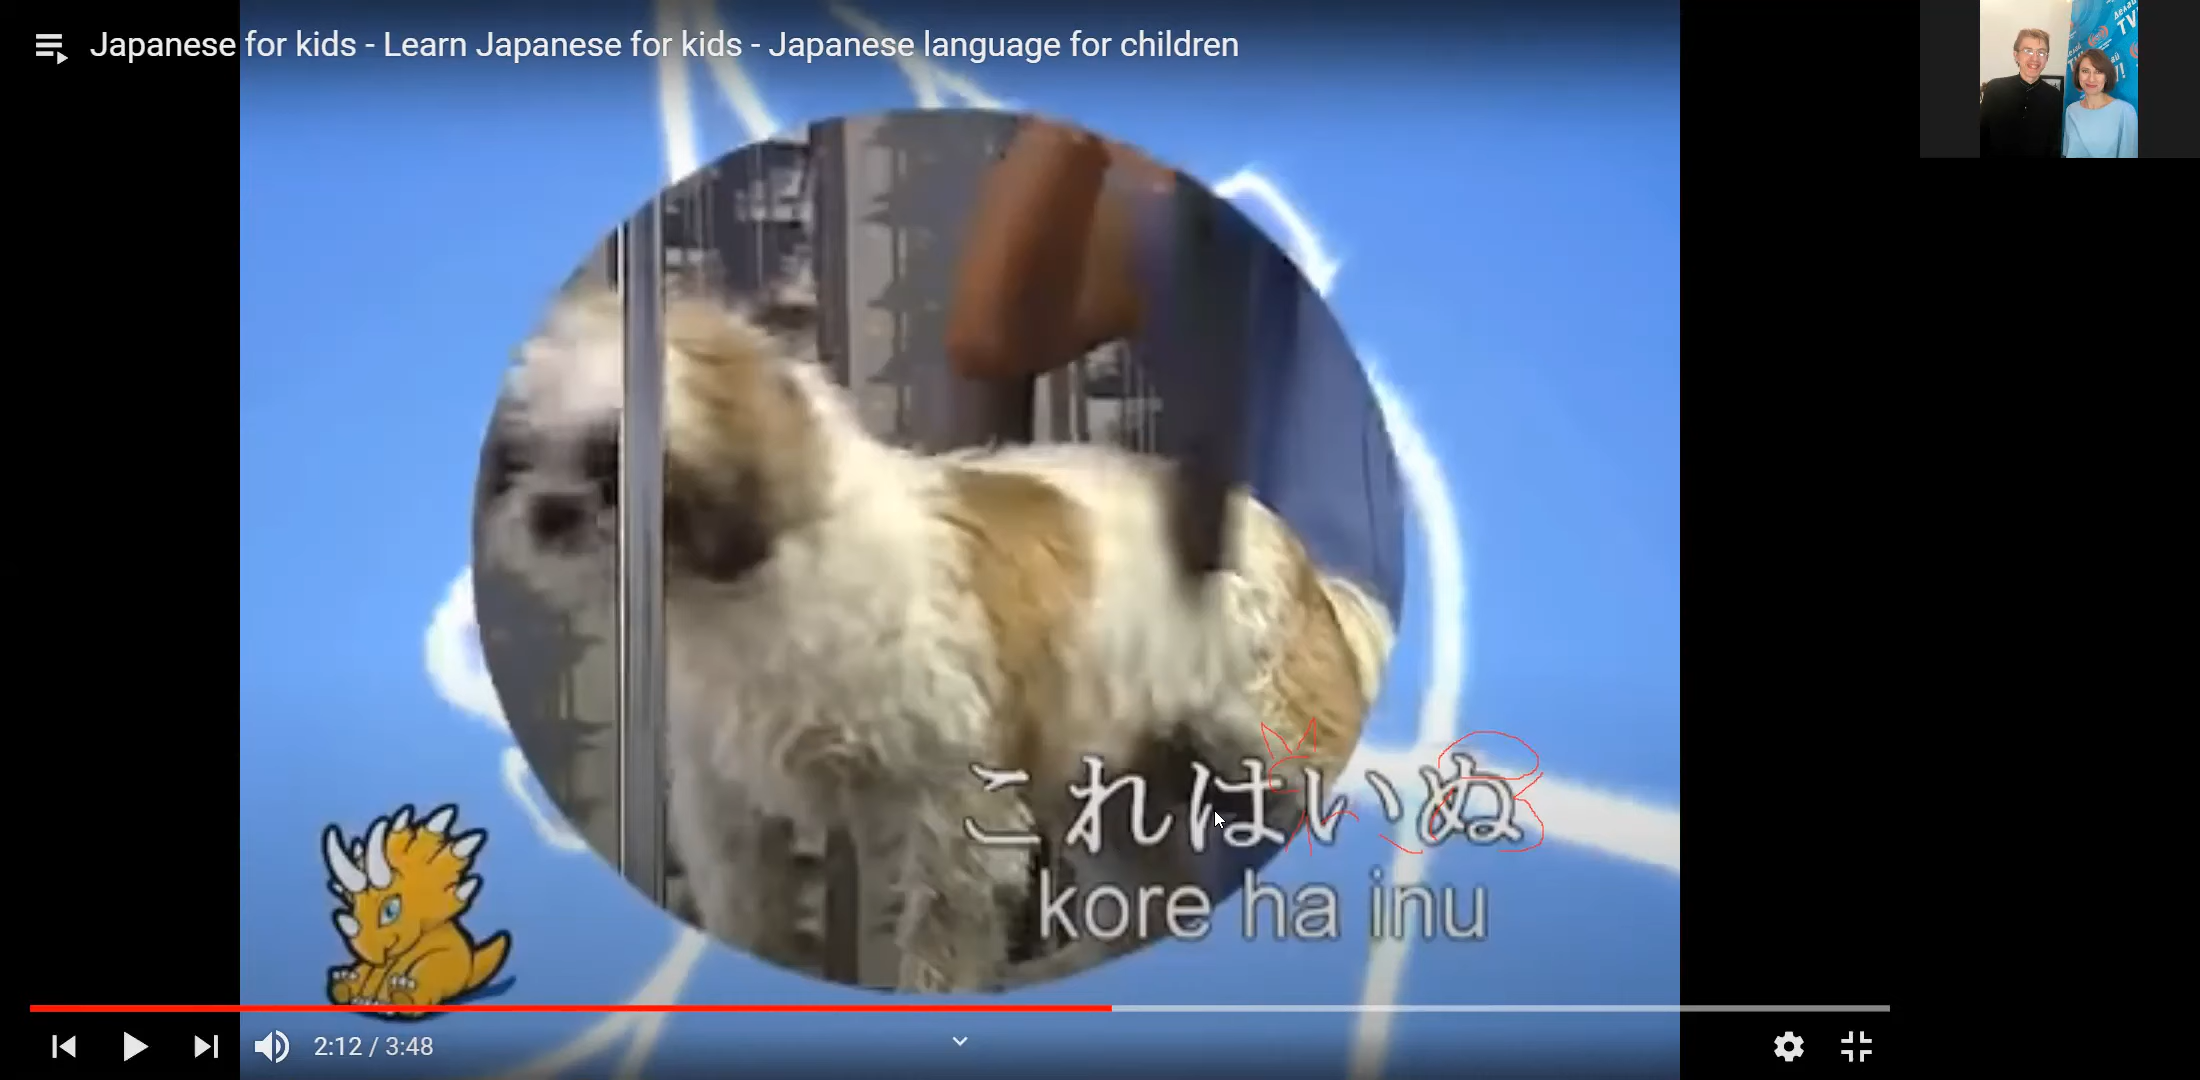 Japanese for kids - Learn Japanese for kids - Japanese language for children
これはいぬ
kore ha inu
2:12 / 3:48